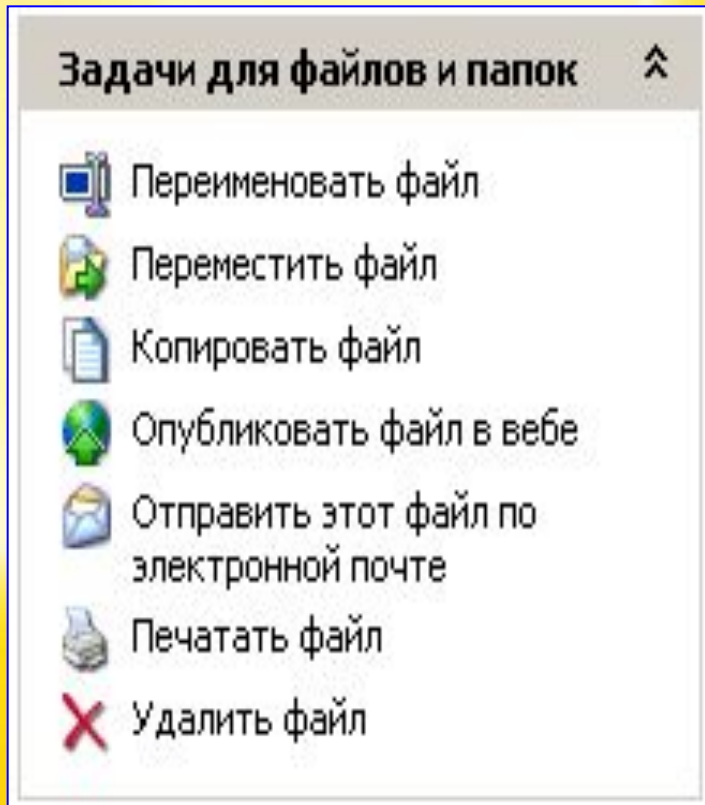 Задачи для файлов и папок
Переименовать файл
Переместить файл
Копировать файл
Опубликовать файл в вебе
Отправить этот файл по
электронной почте
Печатать файл
Удалить файл